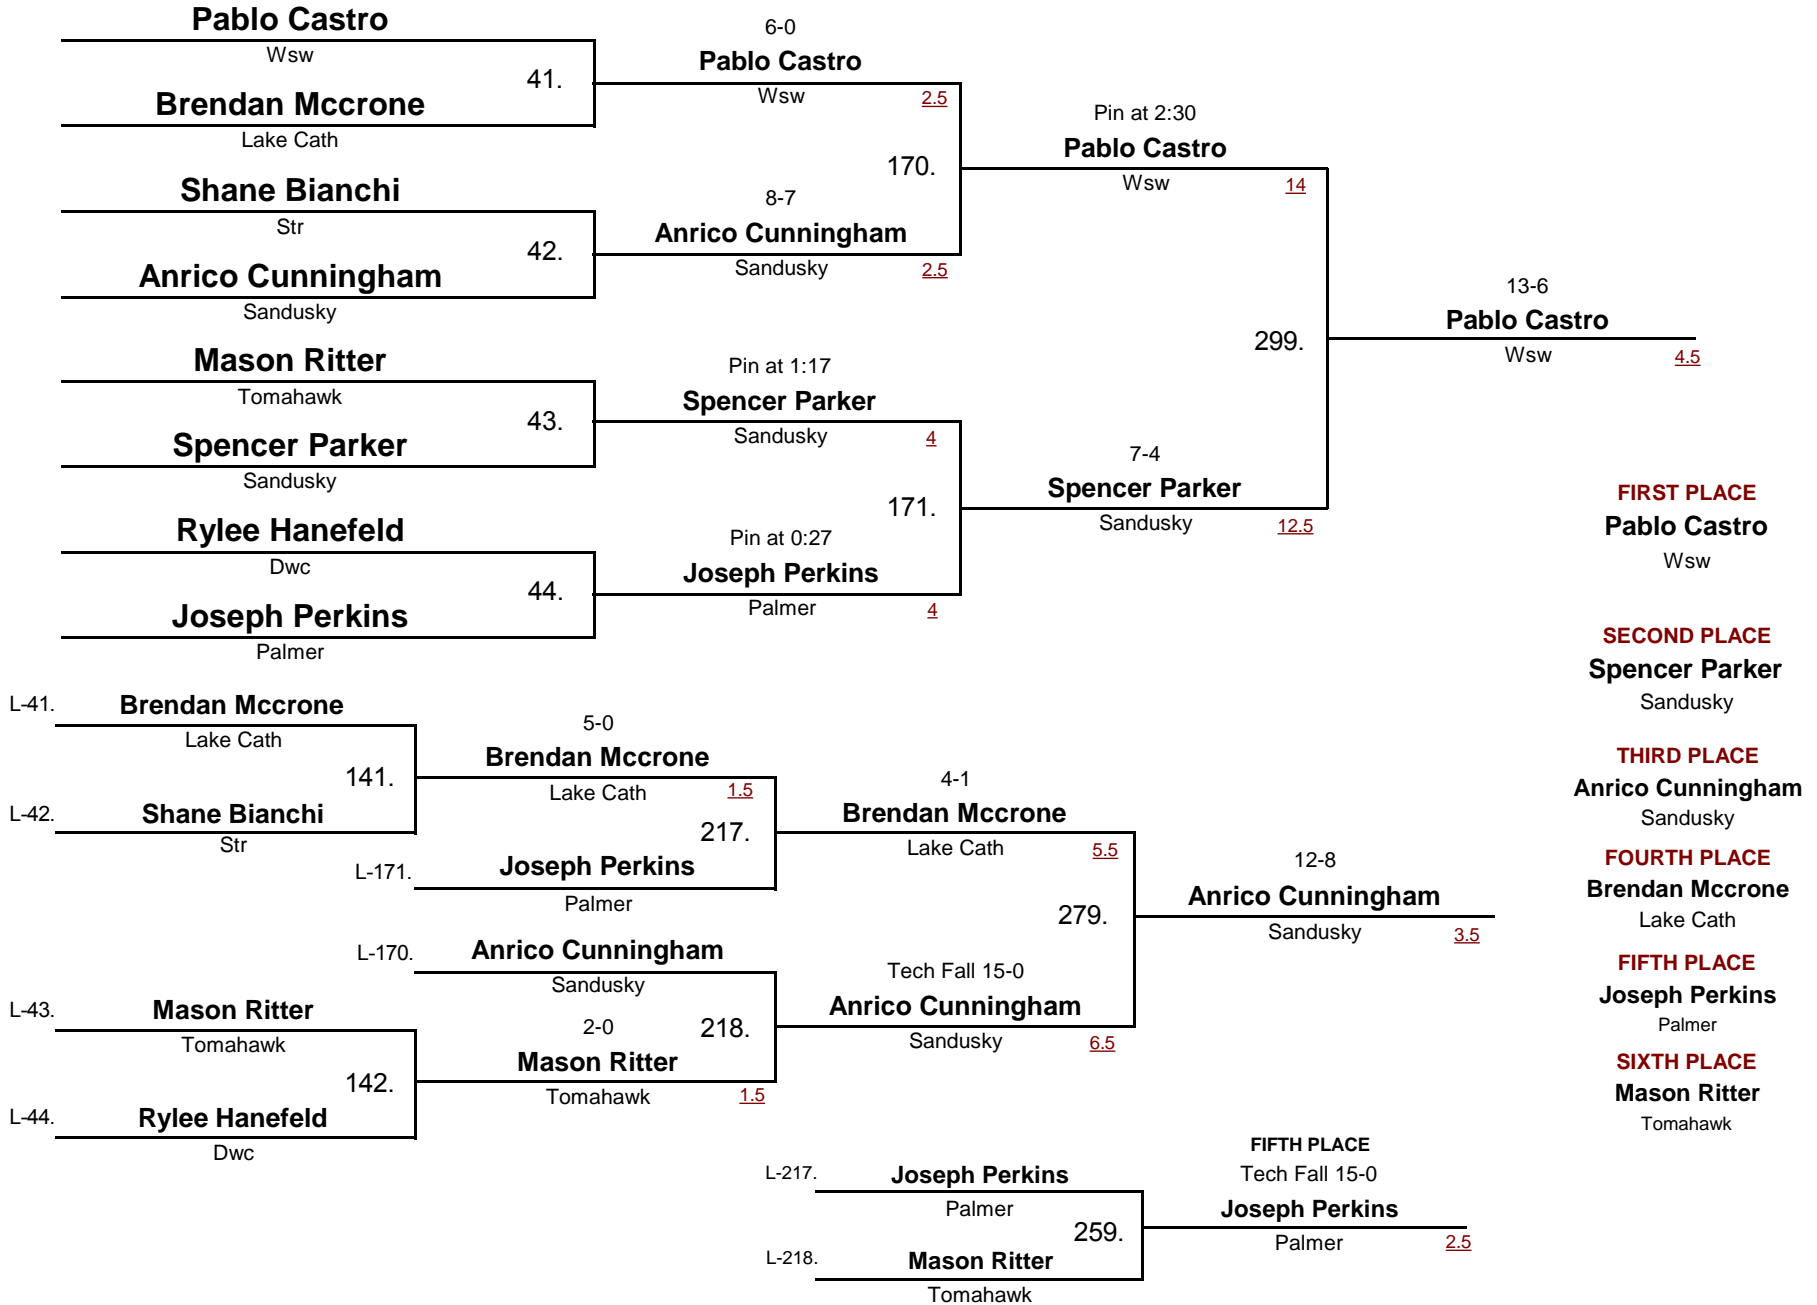 Pablo Castro
Wsw
41.
Brendan Mccrone
Lake Cath
Shane Bianchi
Str
42.
Anrico Cunningham
Sandusky
Mason Ritter
Tomahawk
43.
Spencer Parker
Sandusky
Rylee Hanefeld
Dwc
44.
Joseph Perkins
Palmer
6-0
Pablo Castro
Wsw
2.5
170.
8-7
Anrico Cunningham
Sandusky
2.5
Pin at 1:17
Spencer Parker
Sandusky
4
171.
Pin at 0:27
Joseph Perkins
Palmer
4
Pin at 2:30
Pablo Castro
Wsw
14
299.
7-4
Spencer Parker
Sandusky
12.5
13-6
Pablo Castro
Wsw
4.5
FIRST PLACE
Pablo Castro
Wsw
SECOND PLACE
Spencer Parker
Sandusky
THIRD PLACE
Anrico Cunningham
Sandusky
FOURTH PLACE
Brendan Mccrone
Lake Cath
FIFTH PLACE
Joseph Perkins
Palmer
SIXTH PLACE
Mason Ritter
Tomahawk
L-41.
Brendan Mccrone
Lake Cath
141.
L-42.
Shane Bianchi
Str
5-0
Brendan Mccrone
Lake Cath
1.5
217.
L-171.
Joseph Perkins
Palmer
L-170.
Anrico Cunningham
Sandusky
L-43.
Mason Ritter
Tomahawk
142.
L-44.
Rylee Hanefeld
Dwc
2-0
218.
Mason Ritter
Tomahawk
1.5
4-1
Brendan Mccrone
Lake Cath
5.5
279.
Tech Fall 15-0
Anrico Cunningham
Sandusky
6.5
12-8
Anrico Cunningham
Sandusky
3.5
L-217.
Joseph Perkins
Palmer
259.
L-218.
Mason Ritter
Tomahawk
FIFTH PLACE
Tech Fall 15-0
Joseph Perkins
Palmer
2.5